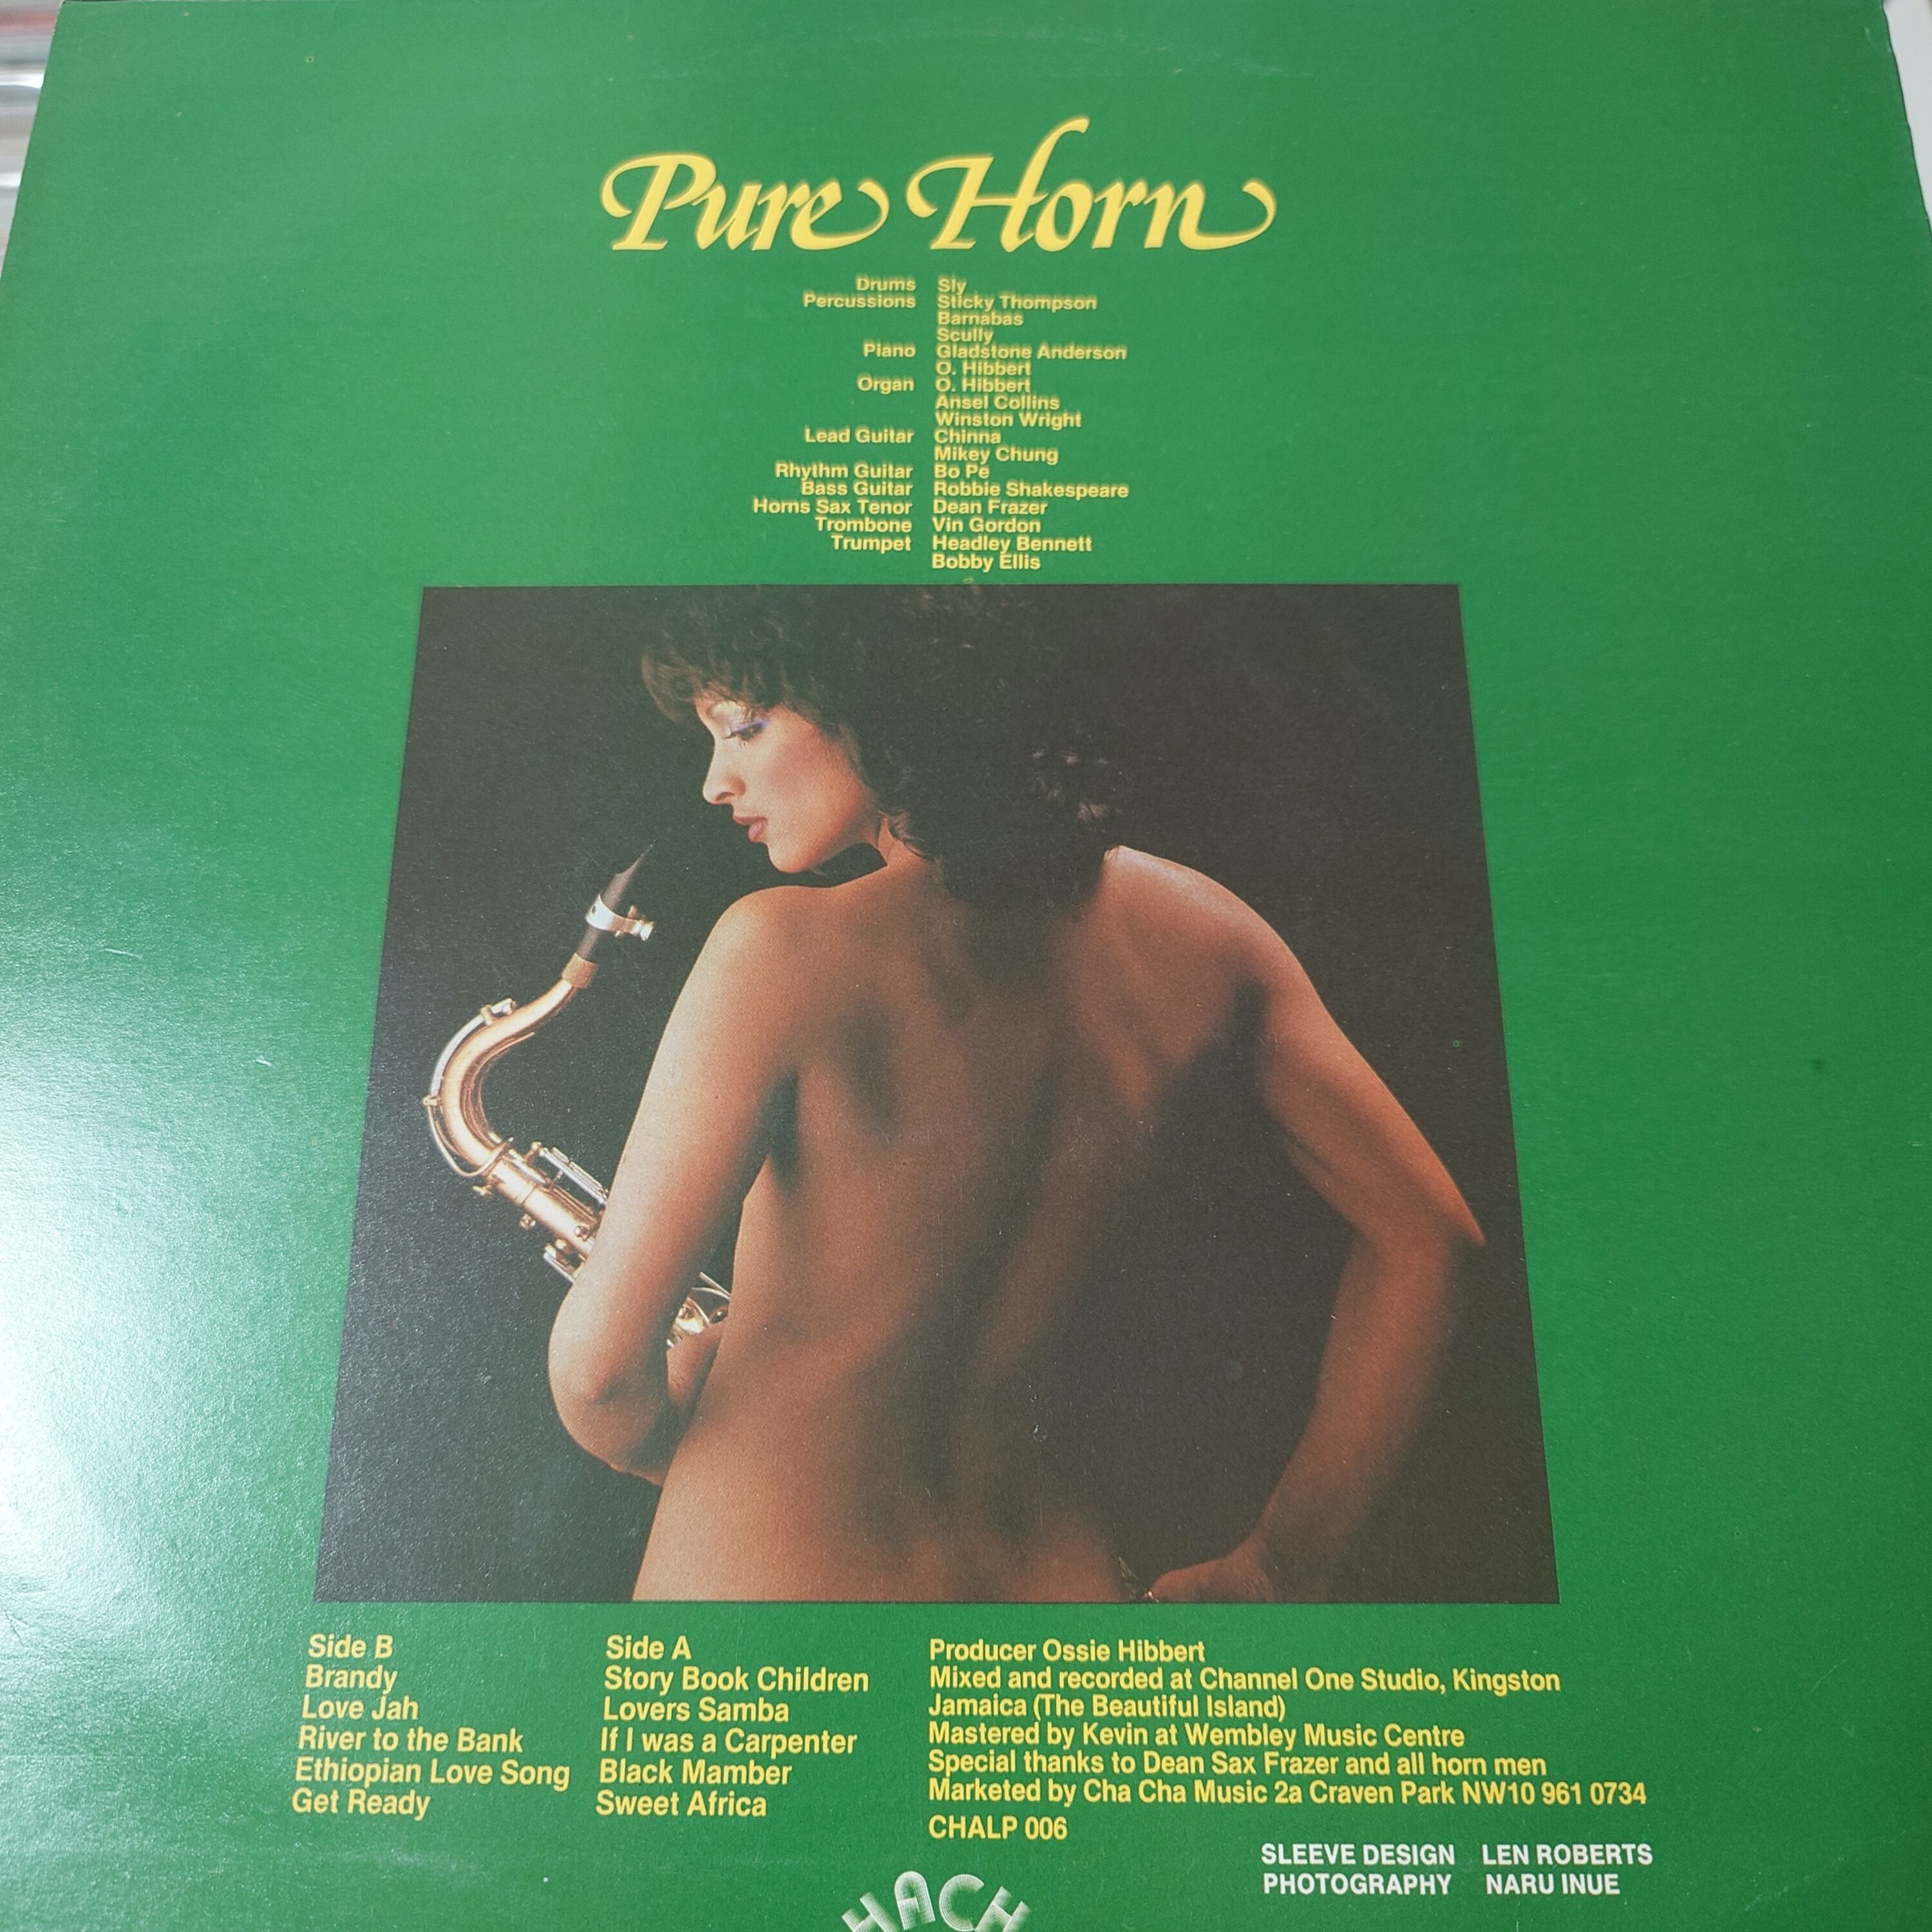 Pure Horn
Drums Sly
Percussions Sticky Thompson
Barnabas
Scully
Piano Gladstone Anderson
O. Hibbert
Organ O. Hibbert
Ansel Collins
Winston Wright
Lead Guitar Chinna
Mikey Chung
Rhythm Guitar Bo Pe
Bass Guitar Robbie Shakespeare
Horns Sax Tenor Dean Frazer
Trombone Vin Gordon
Trumpet Headley Bennett
Bobby Ellis
Side B
Brandy
Love Jah
River to the Bank
Ethiopian Love Song
Get Ready
Side A
Story Book Children
Lovers Samba
If I was a Carpenter
Black Mamber
Sweet Africa
Producer Ossie Hibbert
Mixed and recorded at Channel One Studio, Kingston
Jamaica (The Beautiful Island)
Mastered by Kevin at Wembley Music Centre
Special thanks to Dean Sax Frazer and all horn men
Marketed by Cha Cha Music 2a Craven Park NW10 961 0734
CHALP 006
SLEEVE DESIGN LEN ROBERTS
PHOTOGRAPHY NARU INUE